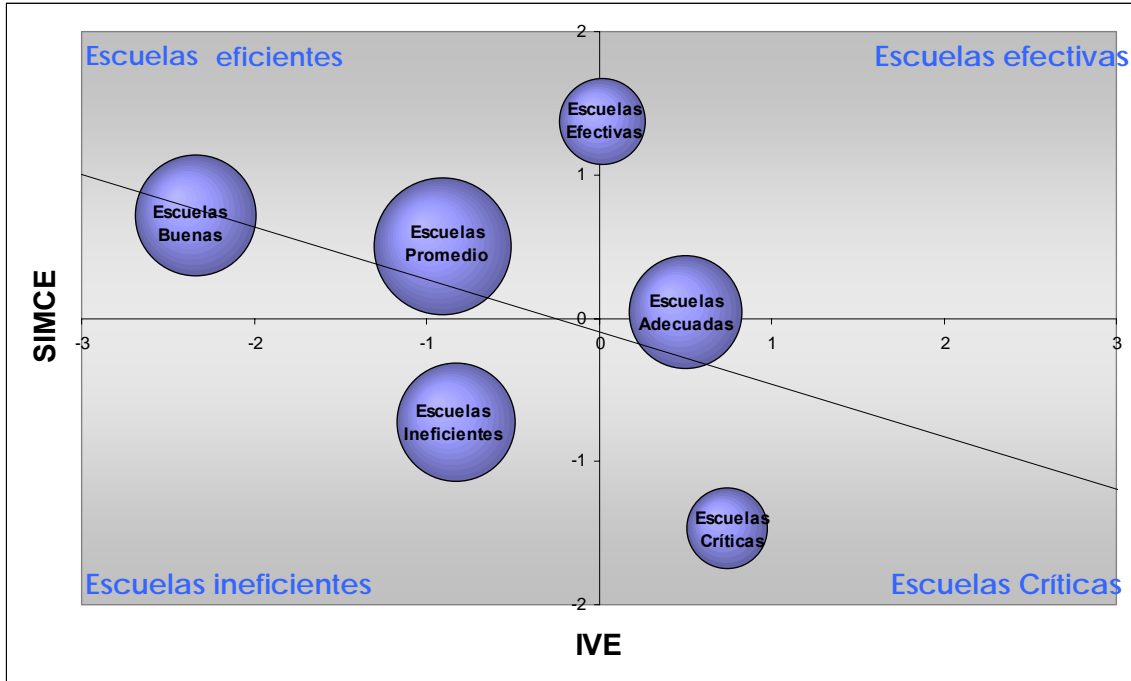 2
Escuelas eficientes
Escuelas efectivas
Escuelas
Efectivas
1
Escuelas
Buenas
Escuelas
Promedio
Escuelas
Adecuadas
SIMCE
0
-3
-2
-1
0
1
2
3
Escuelas
Ineficientes
-1
Escuelas
Críticas
Escuelas ineficientes
Escuelas Críticas
-2
IVE